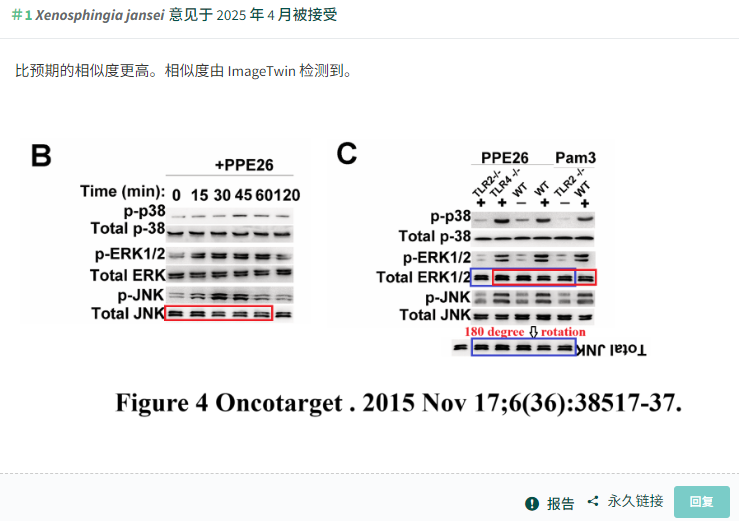 #1 Xenosphingia jansei 意见于 2025 年 4 月被接受
比预期的相似度更高。相似度由 ImageTwin 检测到。
B
+PPE26
Time (min): 0 15 30 45 60 120
p-p38
Total p-38
p-ERK1/2
Total ERK
p-JNK
Total JNK
C
PPE26 Pam3
TLR2-/- TLR4 -/- WT WT TLR2 -/- WT
+ + − + − +
p-p38
Total p-38
p-ERK1/2
Total ERK1/2
p-JNK
Total JNK
180 degree rotation
Total JNK
Figure 4 Oncotarget . 2015 Nov 17;6(36):38517-37.
报告 永久链接 回复